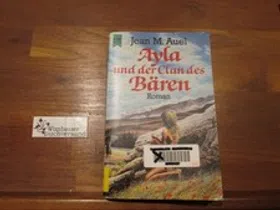 Jean M. Auel
Ayla
und der Clan des
Bären
Roman